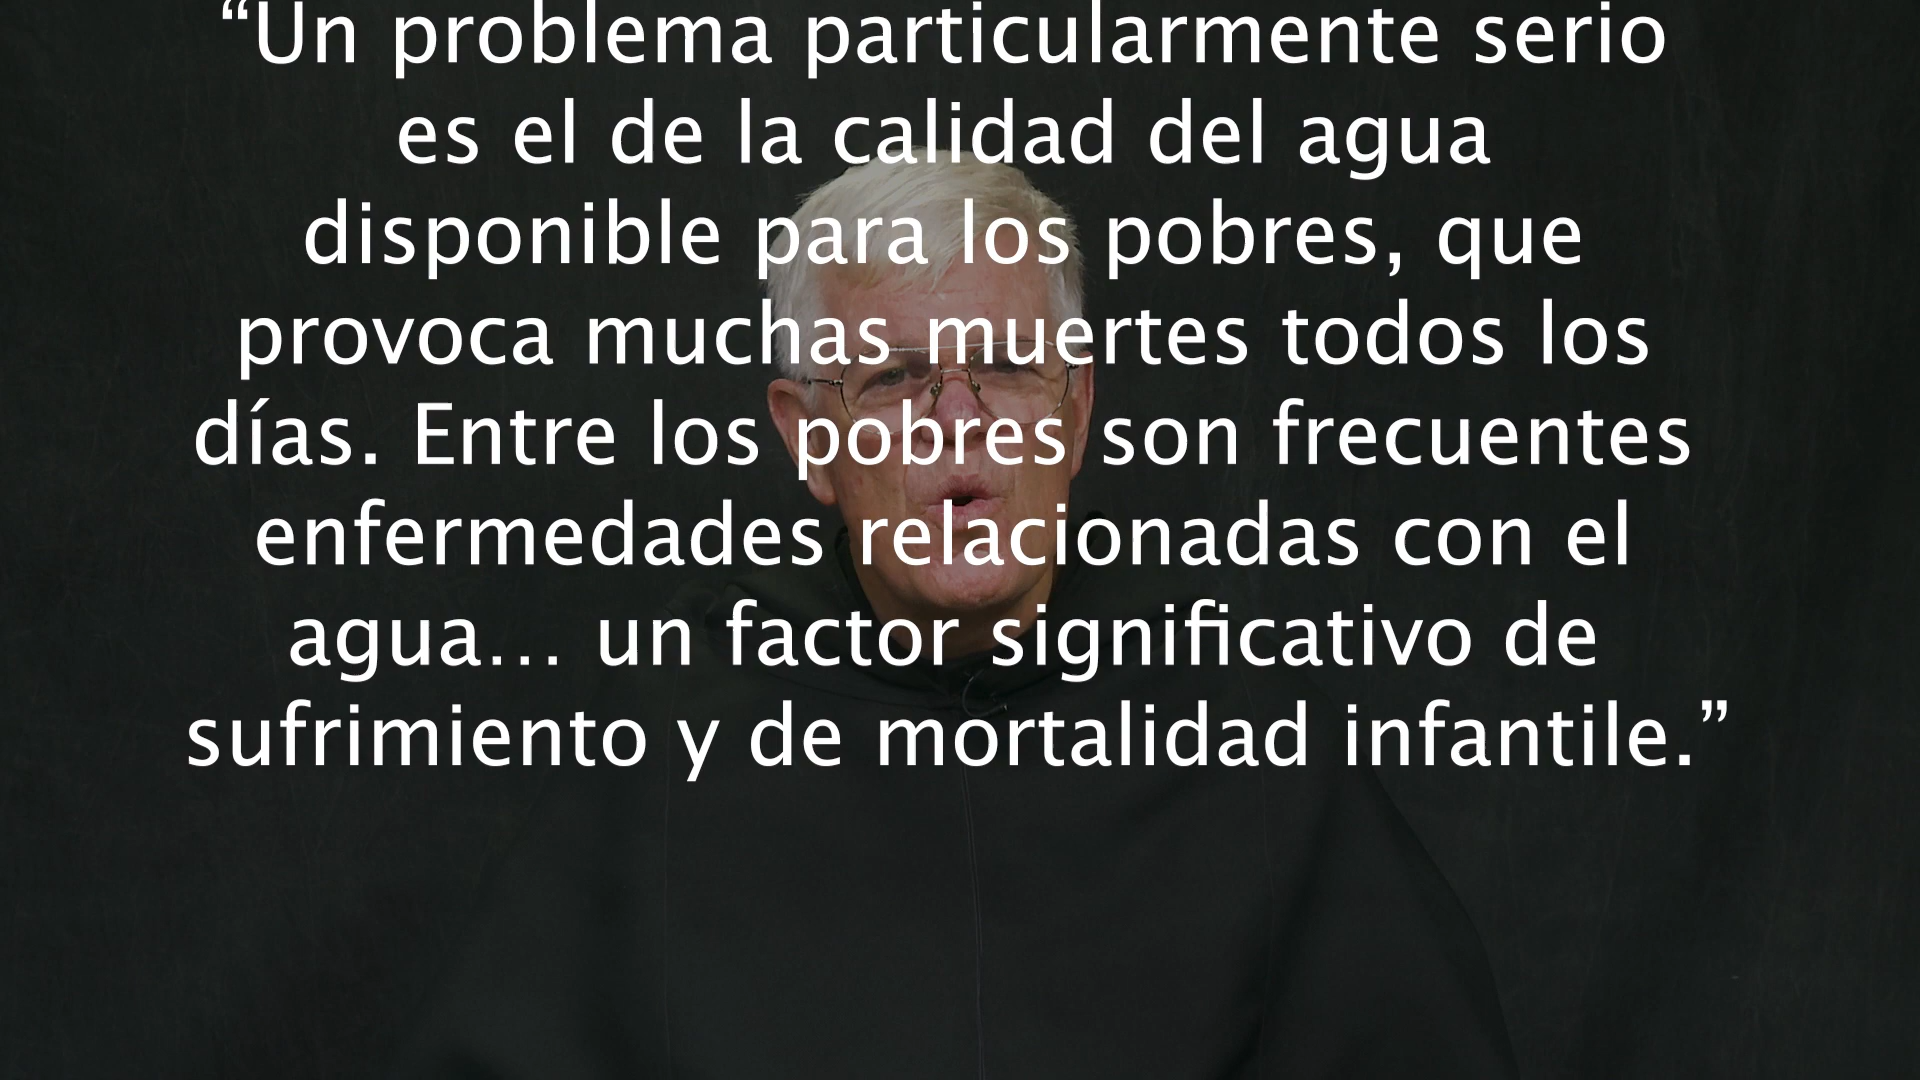 “Un problema particularmente serio
es el de la calidad del agua
disponible para los pobres, que
provoca muchas muertes todos los
días. Entre los pobres son frecuentes
enfermedades relacionadas con el
agua… un factor significativo de
sufrimiento y de mortalidad infantile.”